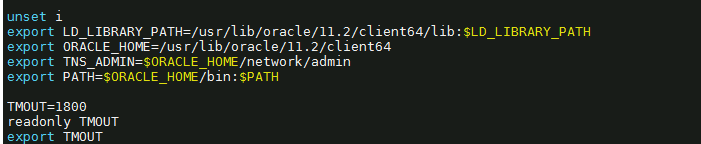 unset i
export LD_LIBRARY_PATH=/usr/lib/oracle/11.2/client64/lib:$LD_LIBRARY_PATH
export ORACLE_HOME=/usr/lib/oracle/11.2/client64
export TNS_ADMIN=$ORACLE_HOME/network/admin
export PATH=$ORACLE_HOME/bin:$PATH
TMOUT=1800
readonly TMOUT
export TMOUT